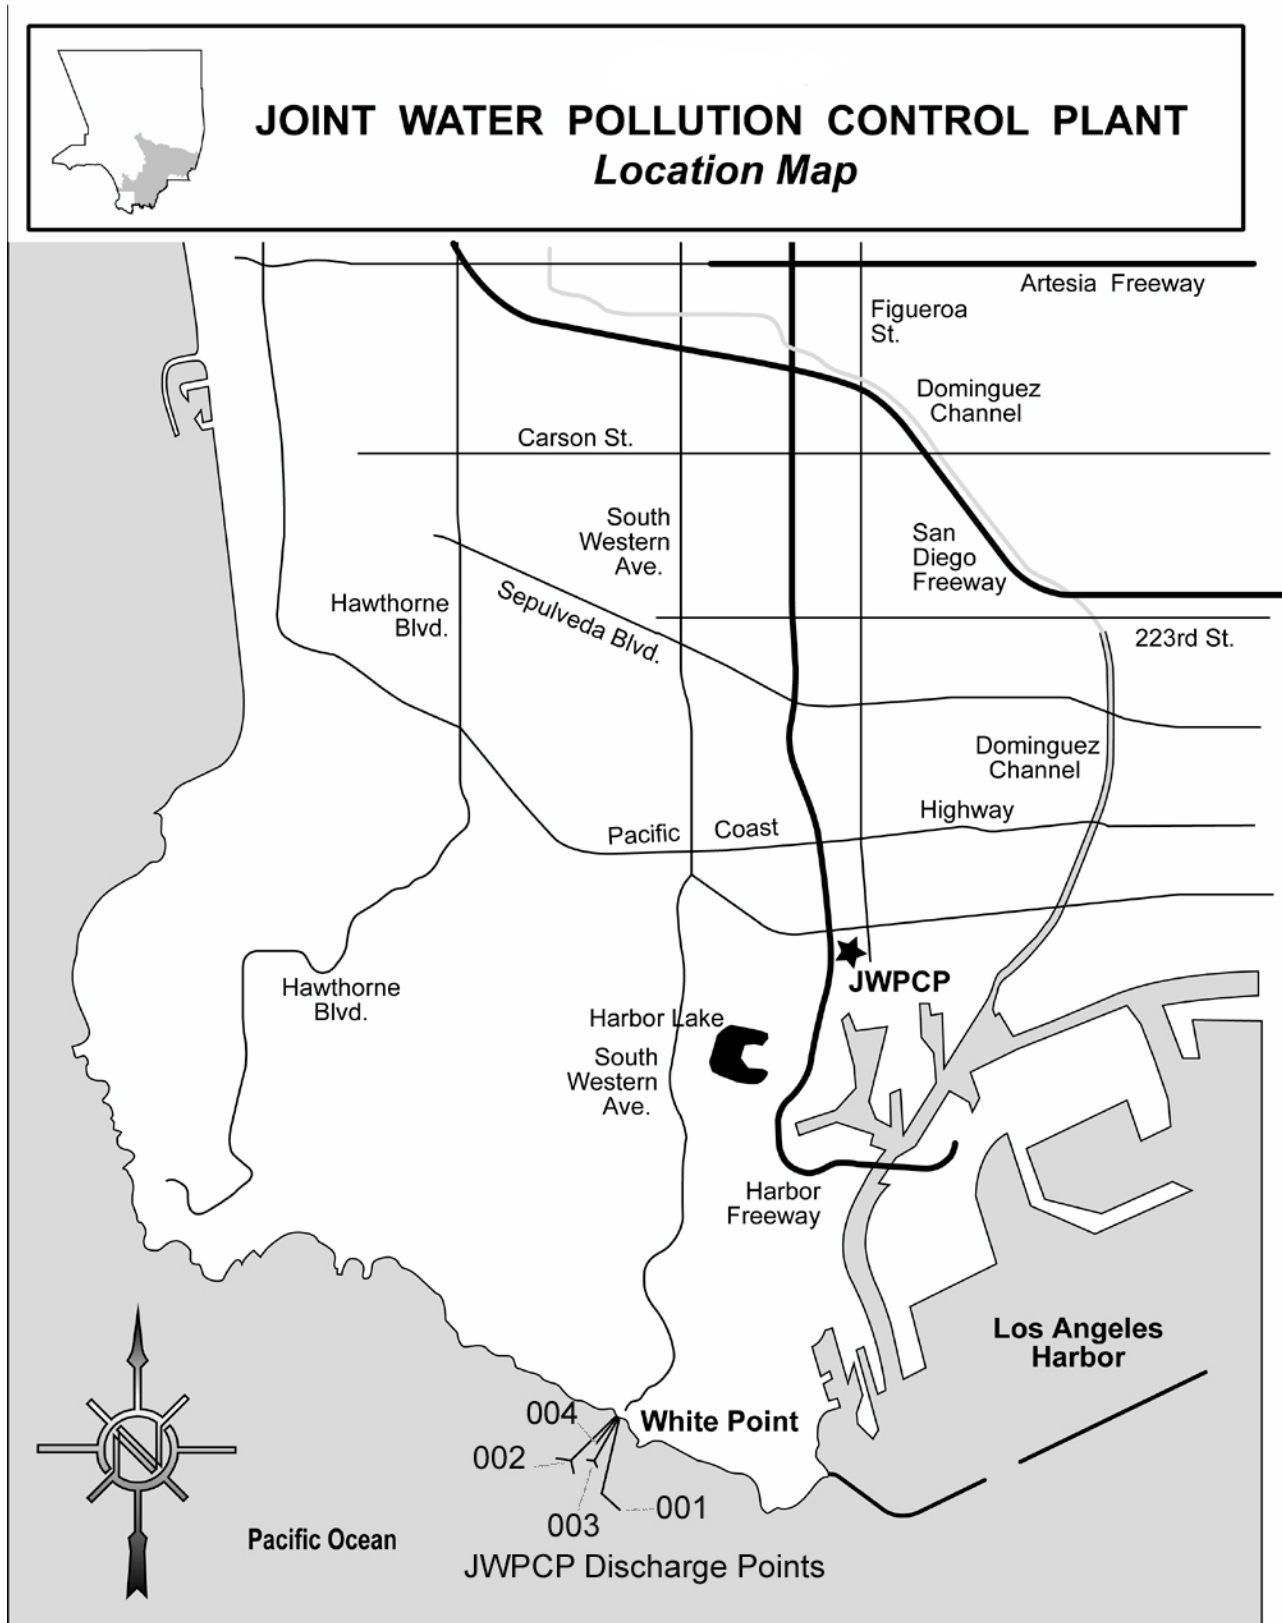 JOINT WATER POLLUTION CONTROL PLANT
Location Map
Artesia Freeway
Figueroa
St.
Dominguez
Channel
Carson St.
South
Western
Ave.
San
Diego
Freeway
Hawthorne
Blvd.
Sepulveda Blvd.
223rd St.
Dominguez
Channel
Pacific Coast Highway
JWPCP
Hawthorne
Blvd.
Harbor Lake
South
Western
Ave.
Harbor
Freeway
Los Angeles
Harbor
White Point
004
002
001
003
N
Pacific Ocean
JWPCP Discharge Points